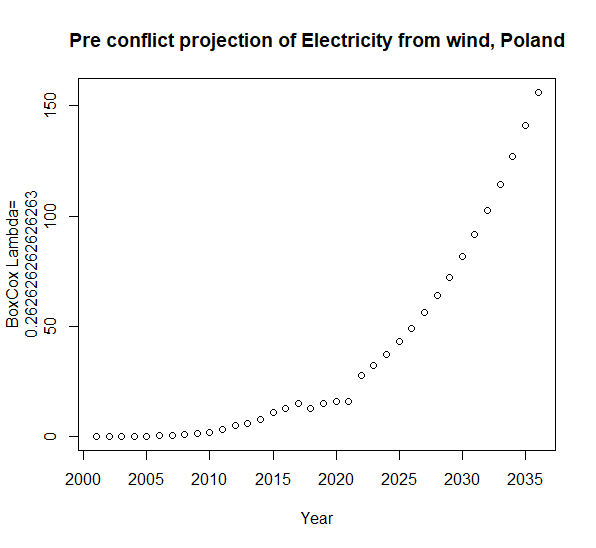 Pre conflict projection of Electricity from wind, Poland
BoxCox Lambda=
0.262626262626263
150
100
50
0
2000 2005 2010 2015 2020 2025 2030 2035
Year